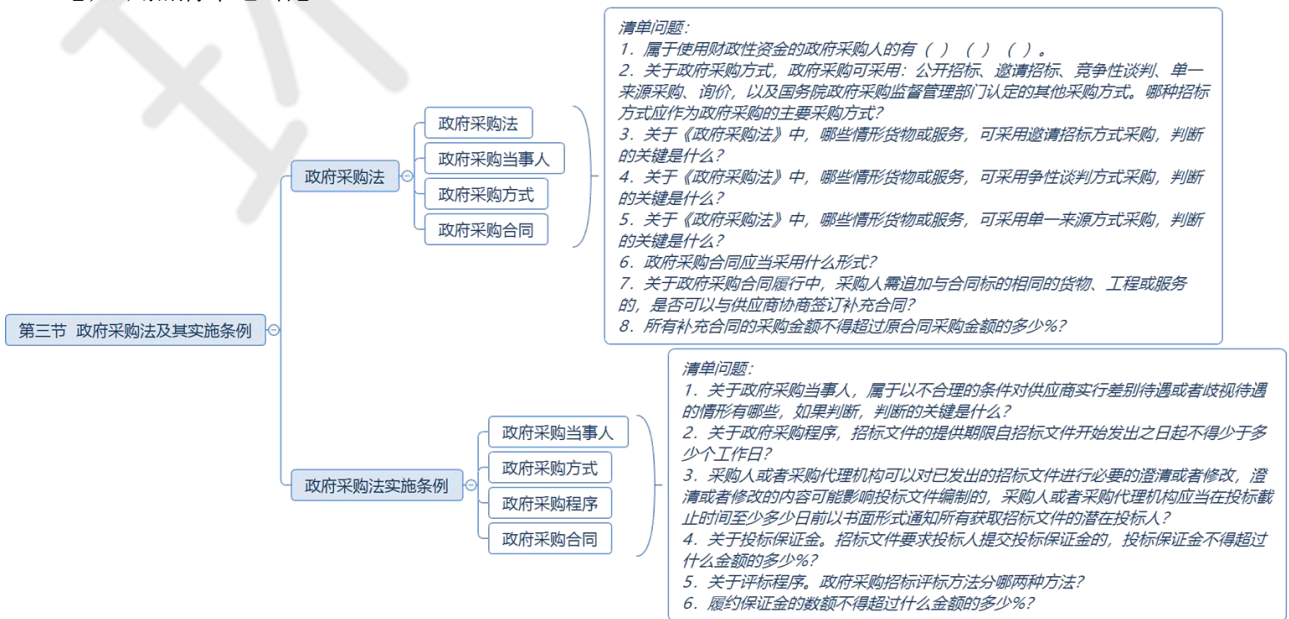 第三节 政府采购法及其实施条例
政府采购法
政府采购法
政府采购当事人
政府采购方式
政府采购合同
清单问题：
1. 属于使用财政性资金的政府采购人的有（ ）（ ）（ ）。
2. 关于政府采购方式，政府采购可采用：公开招标、邀请招标、竞争性谈判、单一
来源采购、询价，以及国务院政府采购监督管理部门认定的其他采购方式。哪种招标
方式应作为政府采购的主要采购方式？
3. 关于《政府采购法》中，哪些情形货物或服务，可采用邀请招标方式采购，判断
的关键是什么？
4. 关于《政府采购法》中，哪些情形货物或服务，可采用争性谈判方式采购，判断
的关键是什么？
5. 关于《政府采购法》中，哪些情形货物或服务，可采用单一来源方式采购，判断
的关键是什么？
6. 政府采购合同应当采用什么形式？
7. 关于政府采购合同履行中，采购人需追加与合同标的相同的货物、工程或服务
的，是否可以与供应商协商签订补充合同？
8. 所有补充合同的采购金额不得超过原合同采购金额的多少%？
政府采购法实施条例
政府采购当事人
政府采购方式
政府采购程序
政府采购合同
清单问题：
1. 关于政府采购当事人，属于以不合理的条件对供应商实行差别待遇或者歧视待遇
的情形有哪些，如果判断，判断的关键是什么？
2. 关于政府采购程序，招标文件的提供期限自招标文件开始发出之日起不得少于多
少个工作日？
3. 采购人或者采购代理机构可以对已发出的招标文件进行必要的澄清或者修改，澄
清或者修改的内容可能影响投标文件编制的，采购人或者采购代理机构应当在投标截
止时间至少多少日前以书面形式通知所有获取招标文件的潜在投标人？
4. 关于投标保证金。招标文件要求投标人提交投标保证金的，投标保证金不得超过
什么金额的多少%？
5. 关于评标程序。政府采购招标评标方法分哪两种方法？
6. 履约保证金的数额不得超过什么金额的多少%？